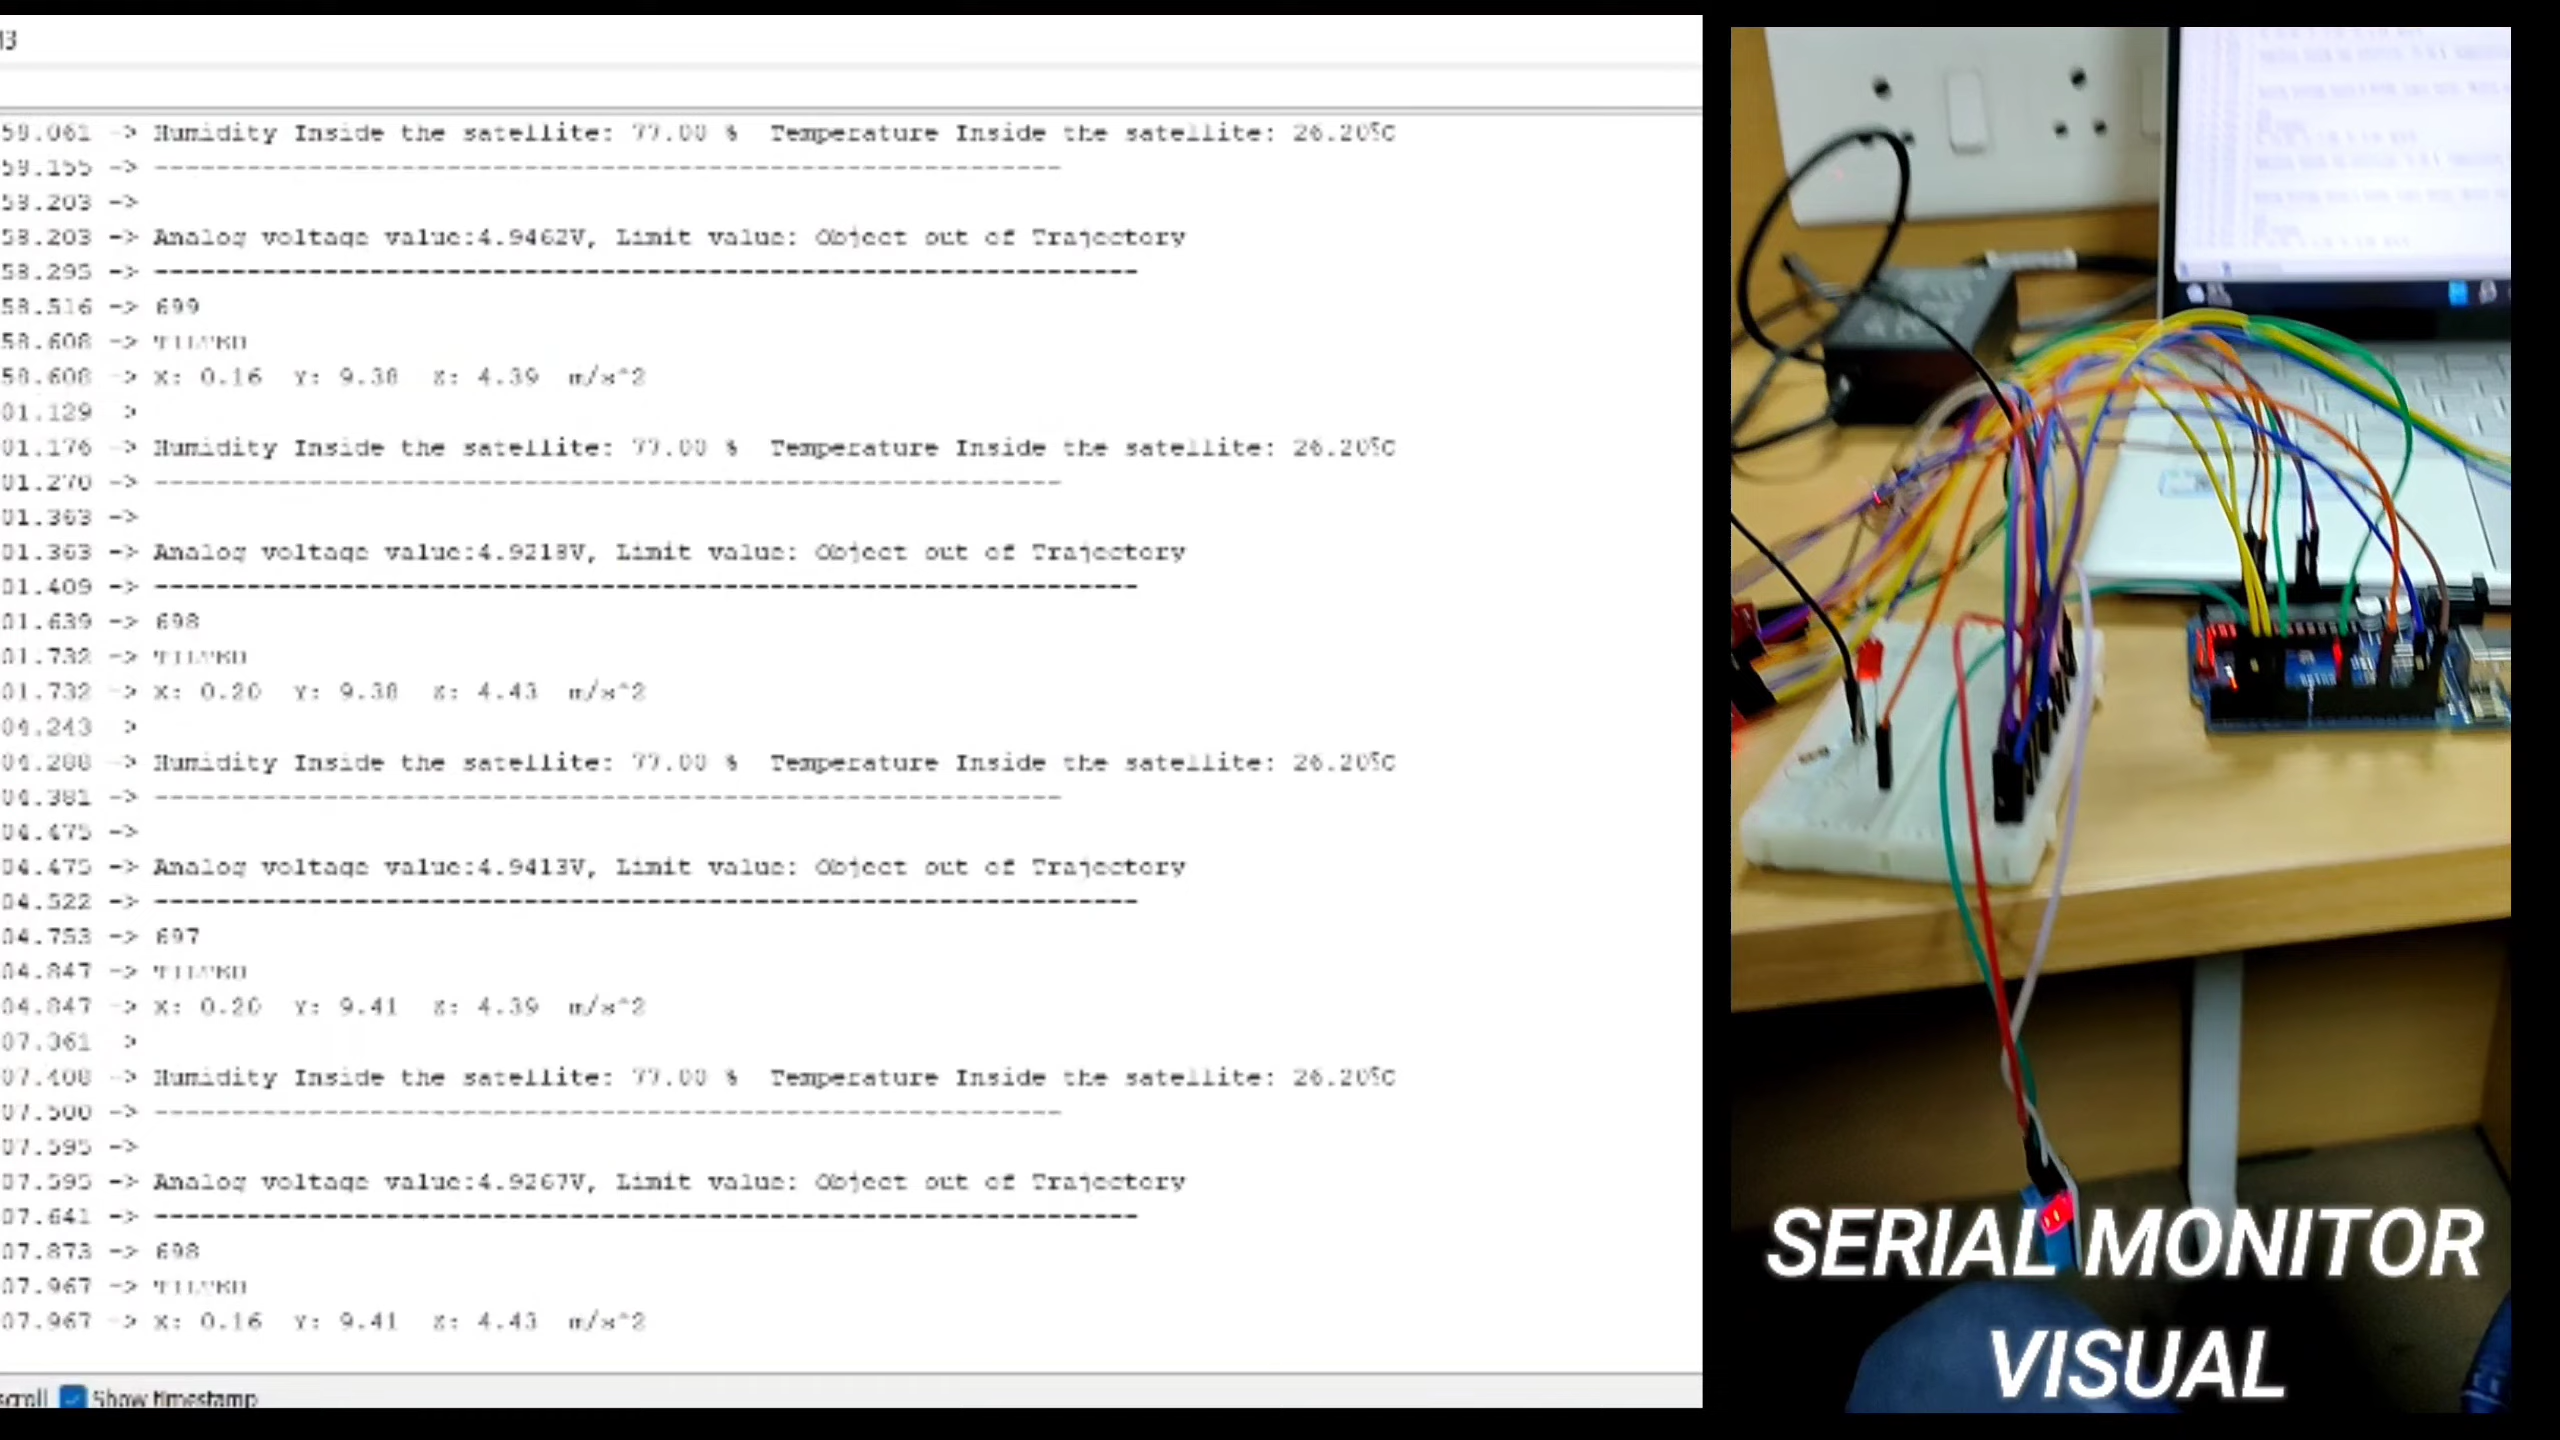 13
58.061 -> Humidity Inside the satellite: 77.00 %  Temperature Inside the satellite: 26.20°C
58.155 -> -----------------------------------------------------------
58.203 ->
58.203 -> Analog voltage value:4.9462V, Limit value: Object out of Trajectory
58.295 -> ----------------------------------------------------------------
58.516 -> 699
58.608 -> TILTED
58.608 -> X: 0.16  Y: 9.38  Z: 4.39  m/s^2
01.129 >
01.176 -> Humidity Inside the satellite: 77.00 %  Temperature Inside the satellite: 26.20°C
01.270 -> -----------------------------------------------------------
01.363 ->
01.363 -> Analog voltage value:4.9218V, Limit value: Object out of Trajectory
01.409 -> ----------------------------------------------------------------
01.639 -> 698
01.732 -> TILTED
01.732 -> X: 0.20  Y: 9.38  Z: 4.43  m/s^2
04.243 >
04.288 -> Humidity Inside the satellite: 77.00 %  Temperature Inside the satellite: 26.20°C
04.381 -> -----------------------------------------------------------
04.475 ->
04.475 -> Analog voltage value:4.9413V, Limit value: Object out of Trajectory
04.522 -> ----------------------------------------------------------------
04.753 -> 697
04.847 -> TILTED
04.847 -> X: 0.20  Y: 9.41  Z: 4.39  m/s^2
07.361 >
07.408 -> Humidity Inside the satellite: 77.00 %  Temperature Inside the satellite: 26.20°C
07.500 -> -----------------------------------------------------------
07.595 ->
07.595 -> Analog voltage value:4.9267V, Limit value: Object out of Trajectory
07.641 -> ----------------------------------------------------------------
07.873 -> 698
07.967 -> TILTED
07.967 -> X: 0.16  Y: 9.41  Z: 4.43  m/s^2
scroll Show timestamp
SERIAL MONITOR
VISUAL